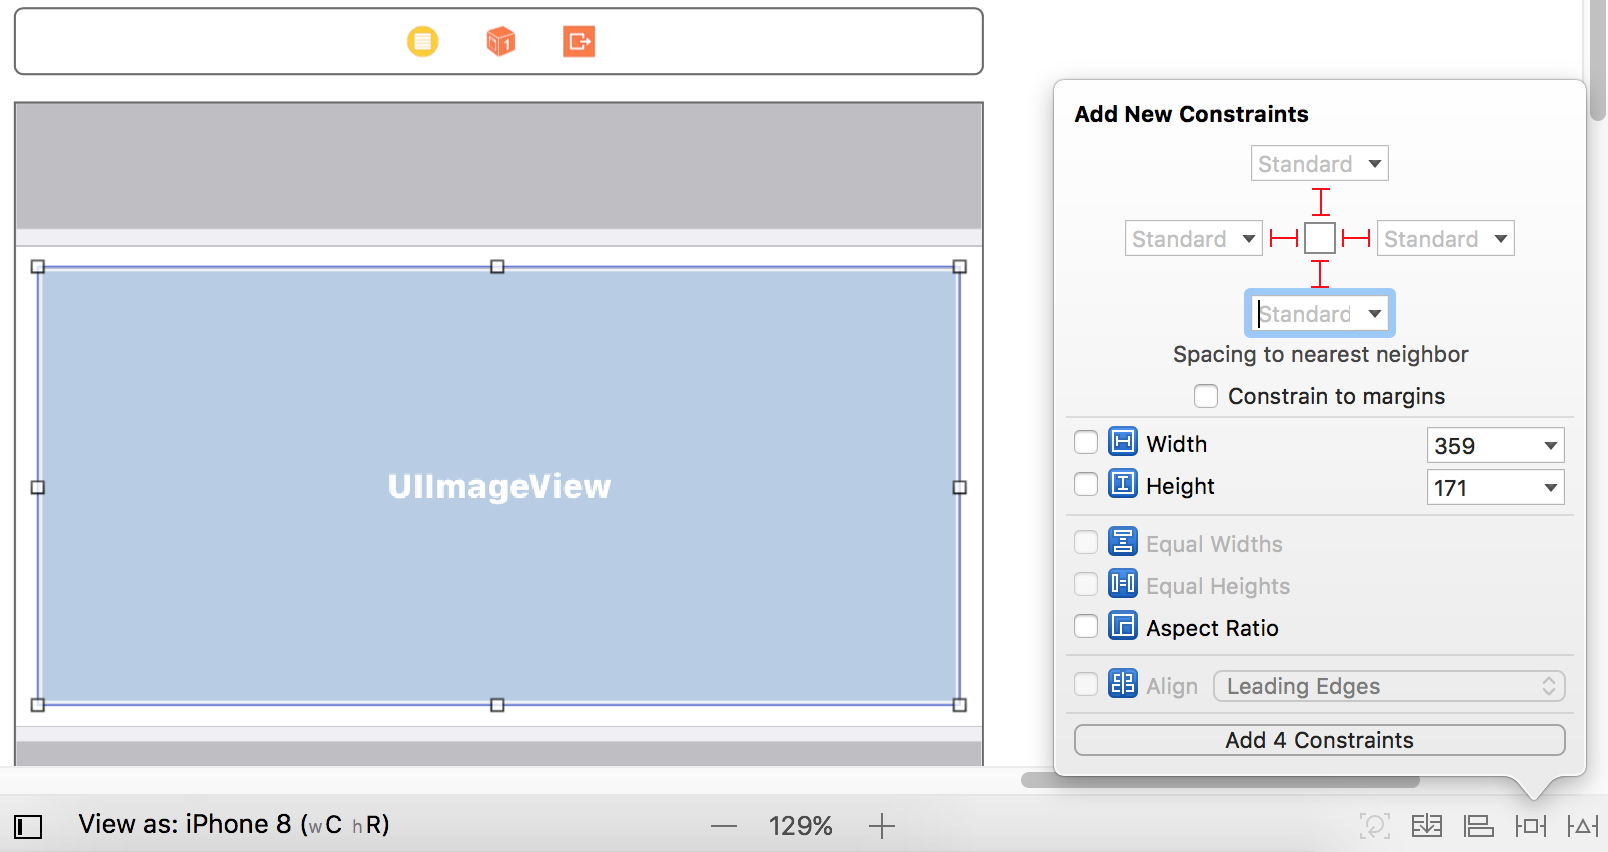 1
Add New Constraints
Standard
Standard
Standard
Standard
Spacing to nearest neighbor
Constrain to margins
Width 359
Height 171
Equal Widths
Equal Heights
Aspect Ratio
Align Leading Edges
Add 4 Constraints
UIImageView
View as: iPhone 8 (wC hR)
129%